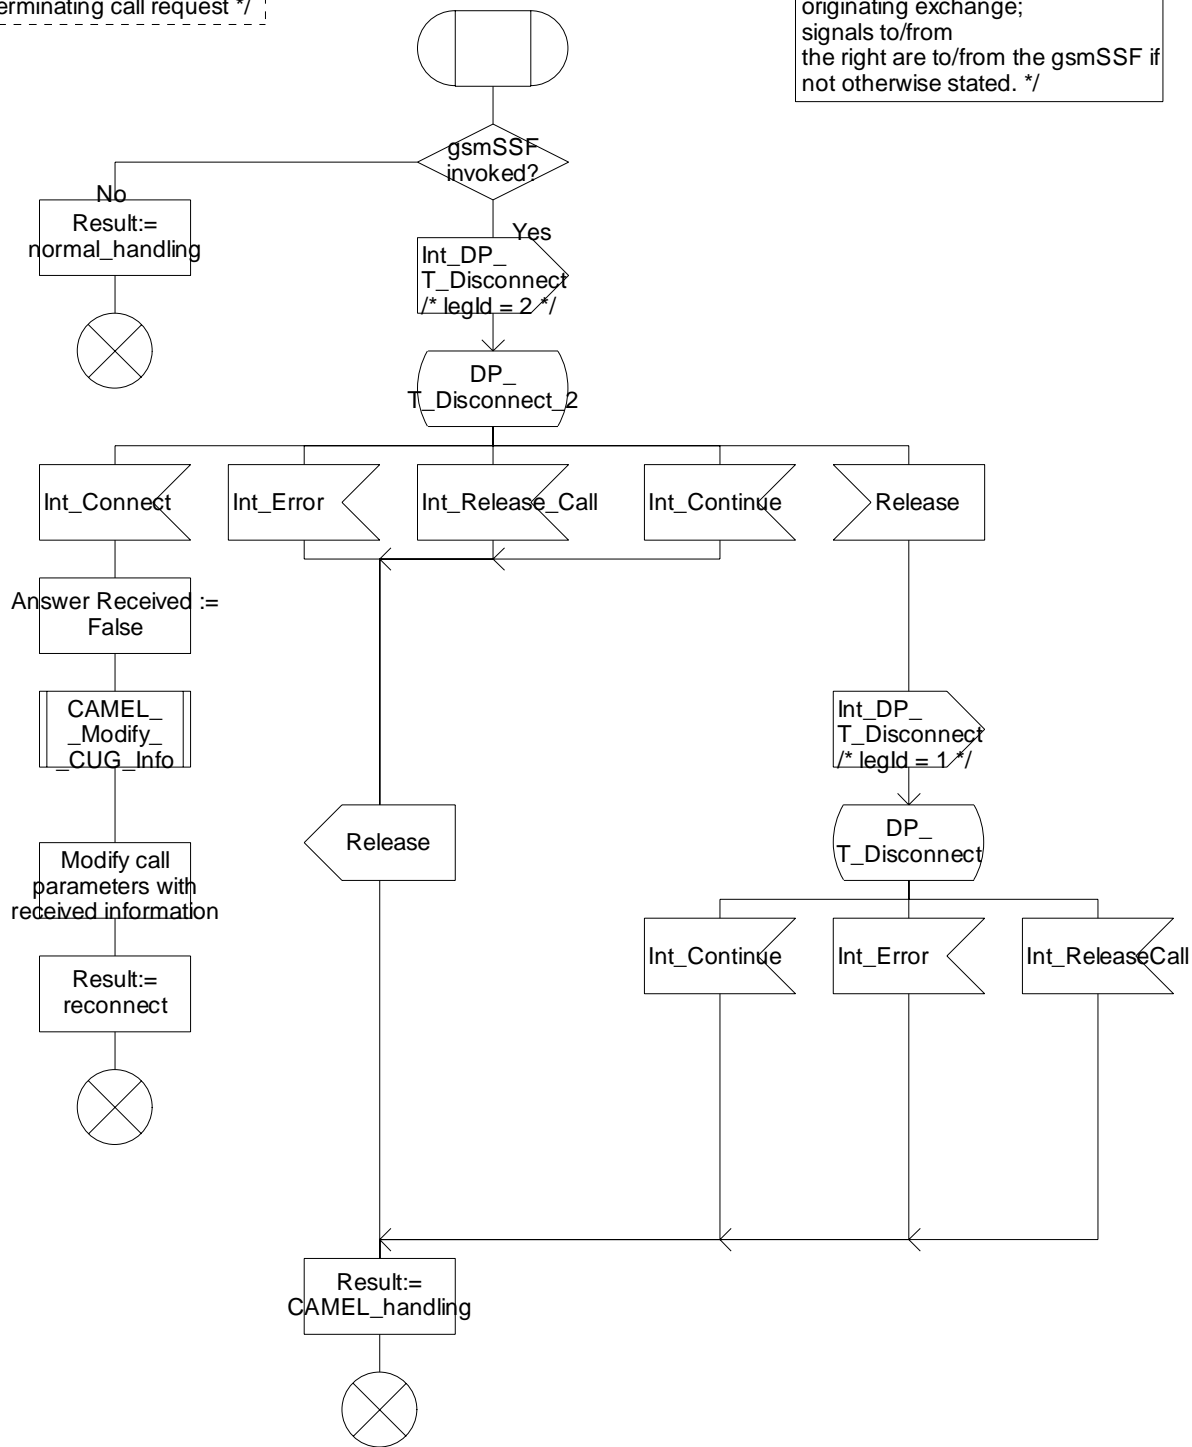 erminating call request */
originating exchange;
signals to/from
the right are to/from the gsmSSF if
not otherwise stated. */
gsmSSF
invoked?
No
Result:=
normal_handling
Yes
Int_DP_
T_Disconnect
/* legId = 2 */
DP_
T_Disconnect_2
Int_Connect
Int_Error
Int_Release_Call
Int_Continue
Release
Answer Received :=
False
CAMEL_
_Modify_
_CUG_Info
Int_DP_
T_Disconnect
/* legId = 1 */
Release
DP_
T_Disconnect
Modify call
parameters with
received information
Int_Continue
Int_Error
Int_ReleaseCall
Result:=
reconnect
Result:=
CAMEL_handling